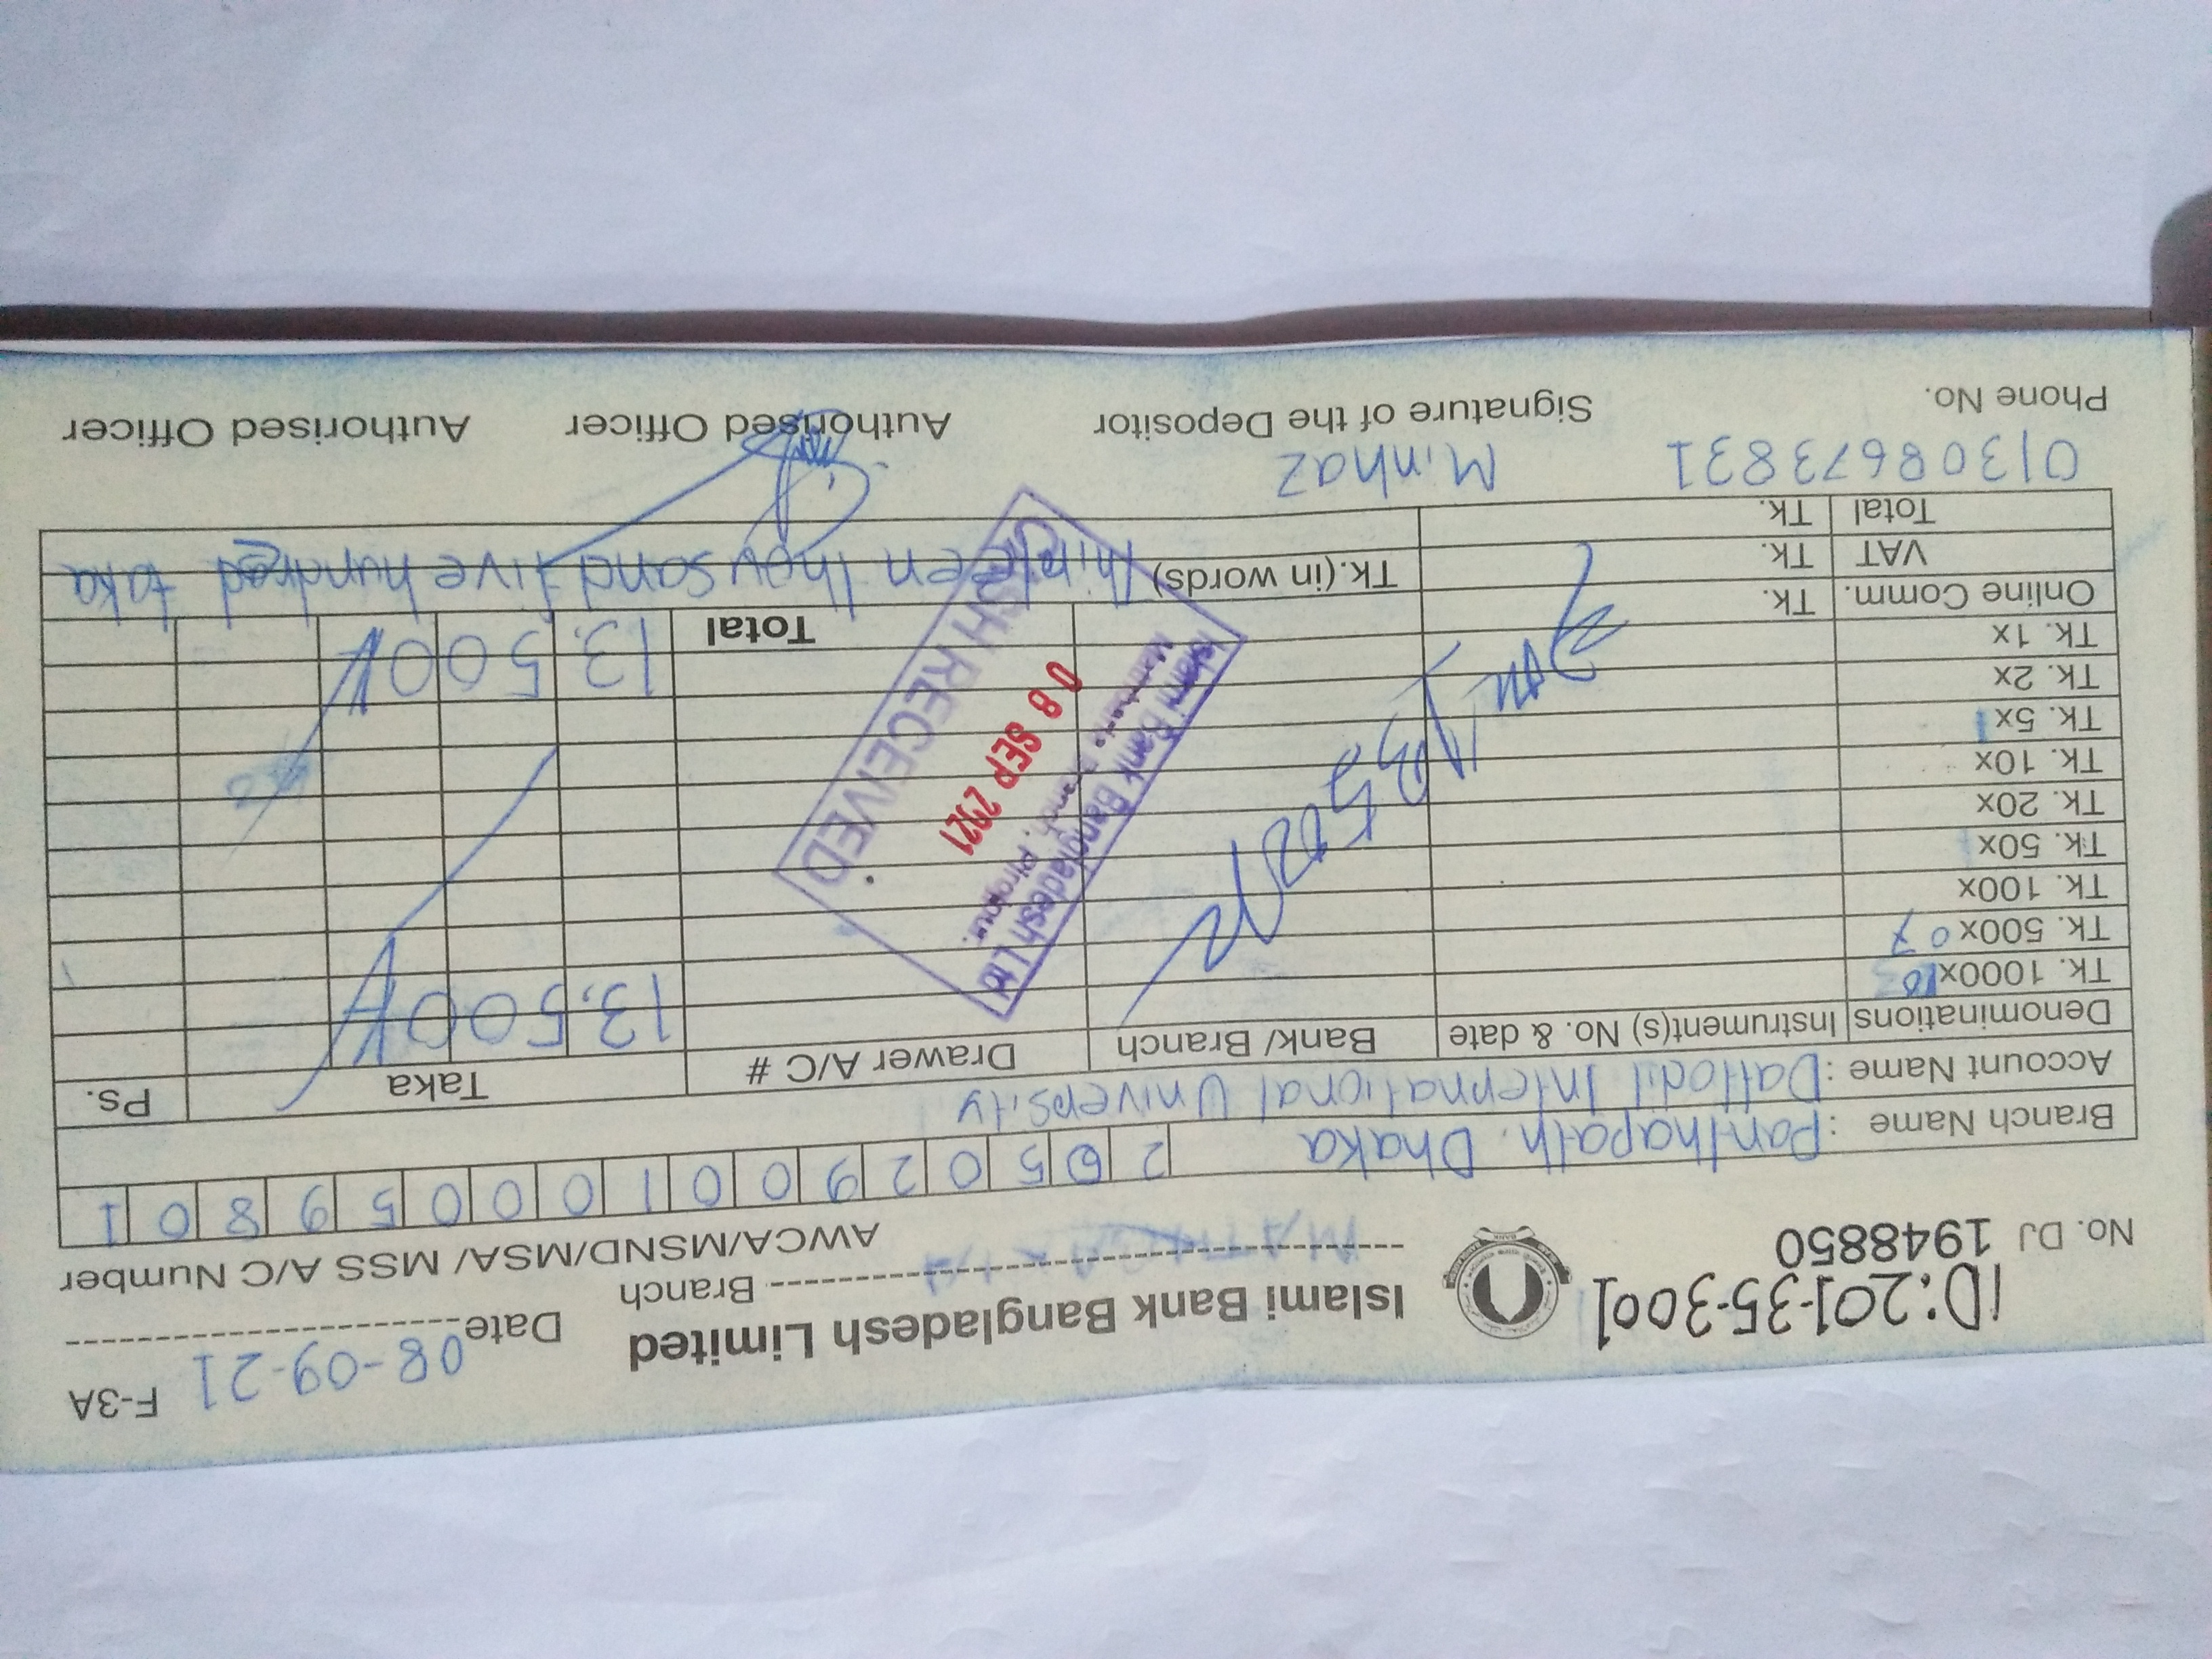 ID:201-35-3001
Islami Bank Bangladesh Limited
F-3A
Date 08-09-21
No. DJ 1948850
Branch
AWCA/MSND/MSA/ MSS A/C Number
Branch Name : Panthapath, Dhaka
2 0 5 0 2 9 0 0 1 0 0 0 5 9 8 0 1
Account Name : Daffodil International University
Taka
Ps.
Denominations
Instrument(s) No. & date
Bank/ Branch
Drawer A/C #
Tk. 1000x 10
13,500/
Tk. 500x 07
Tk. 100x
Tk. 50x
Tk. 20x
Tk. 10x
Tk. 5x
Tk. 2x
Tk. 1x
Total
13,500/
Islami Bank Bangladesh Ltd
Branch, Pirojpur.
08 SEP 2021
CASH RECEIVED
Online Comm. Tk.
VAT Tk.
Total Tk.
Tk.(in words) Thirteen thousand five hundred taka
01308673831
Minhaz
Phone No.
Signature of the Depositor
Authorised Officer
Authorised Officer